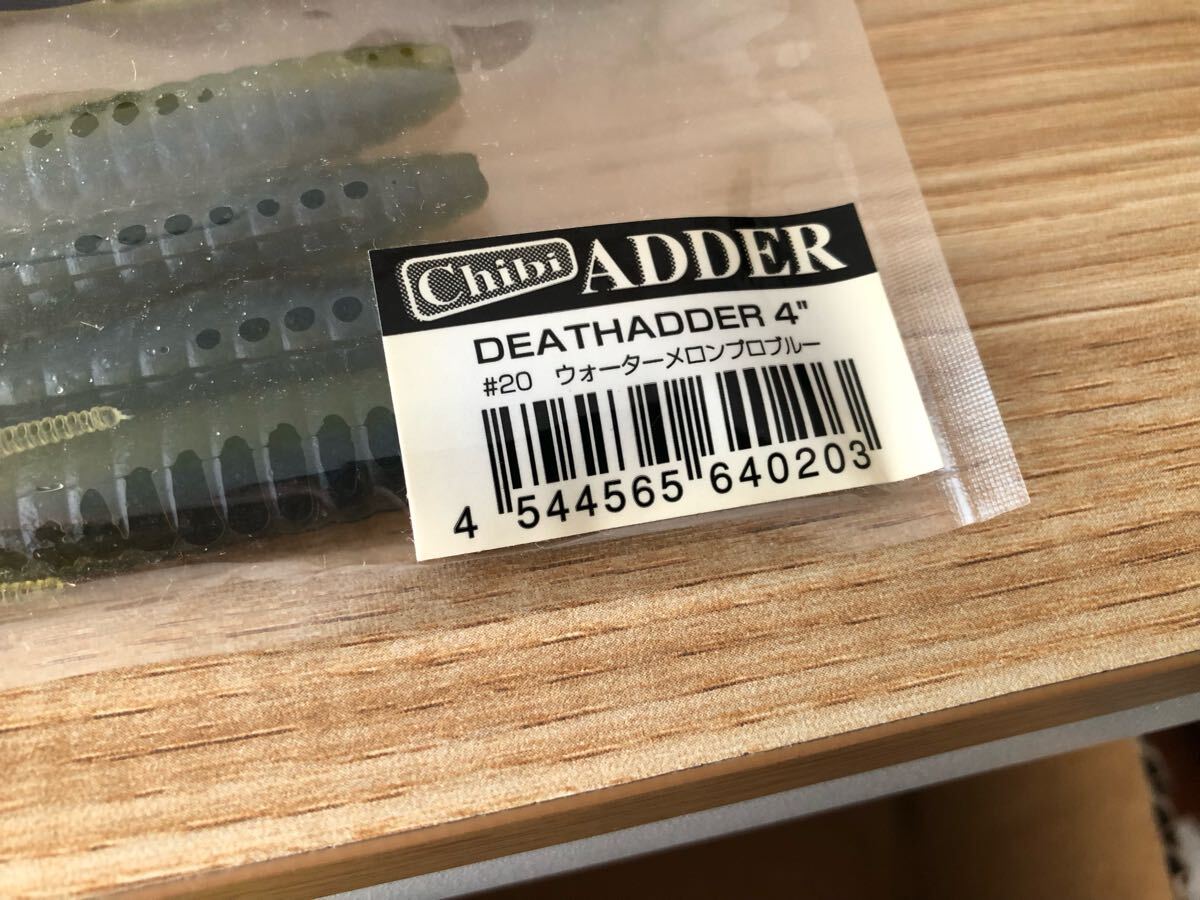 Chibi ADDER
DEATHADDER 4"
#20 ウォーターメロンプロブルー
4 544565 640203